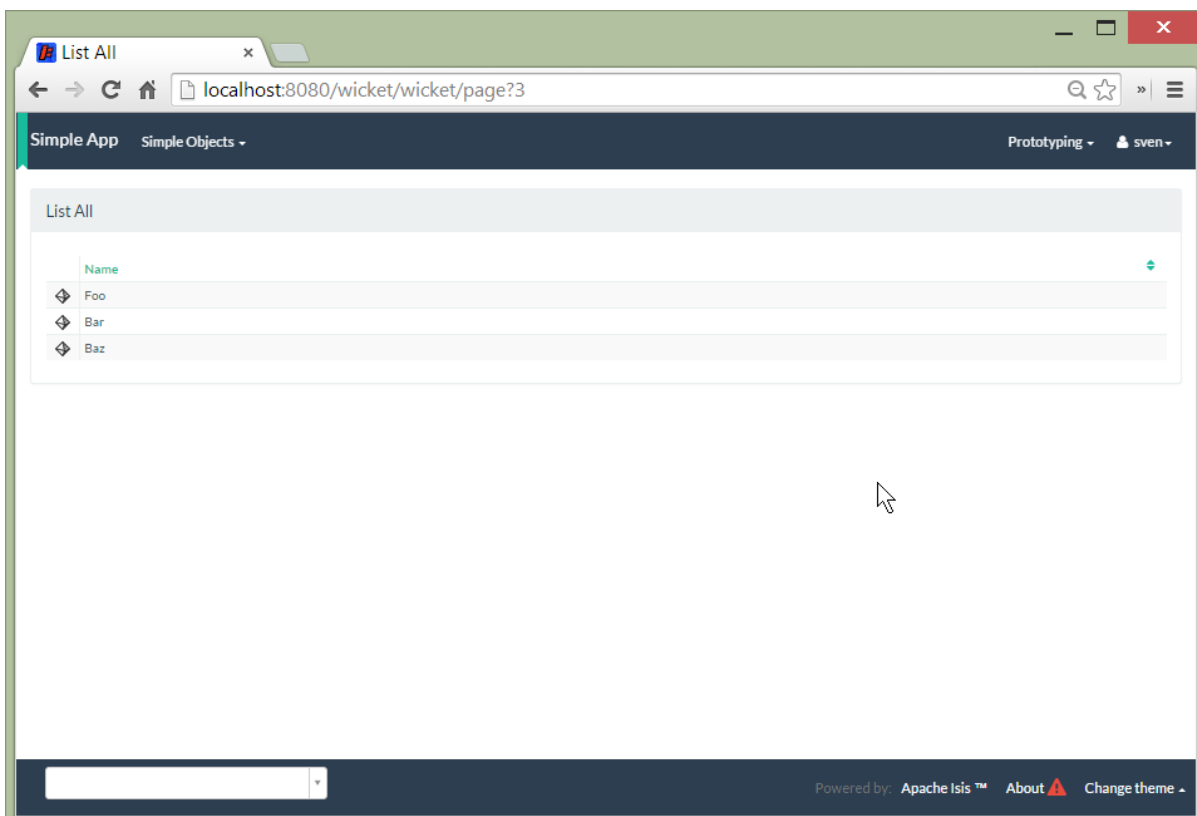 List All
localhost:8080/wicket/wicket/page?3
Simple App Simple Objects Prototyping sven
List All
Name
Foo
Bar
Baz
Powered by: Apache Isis ™ About Change theme